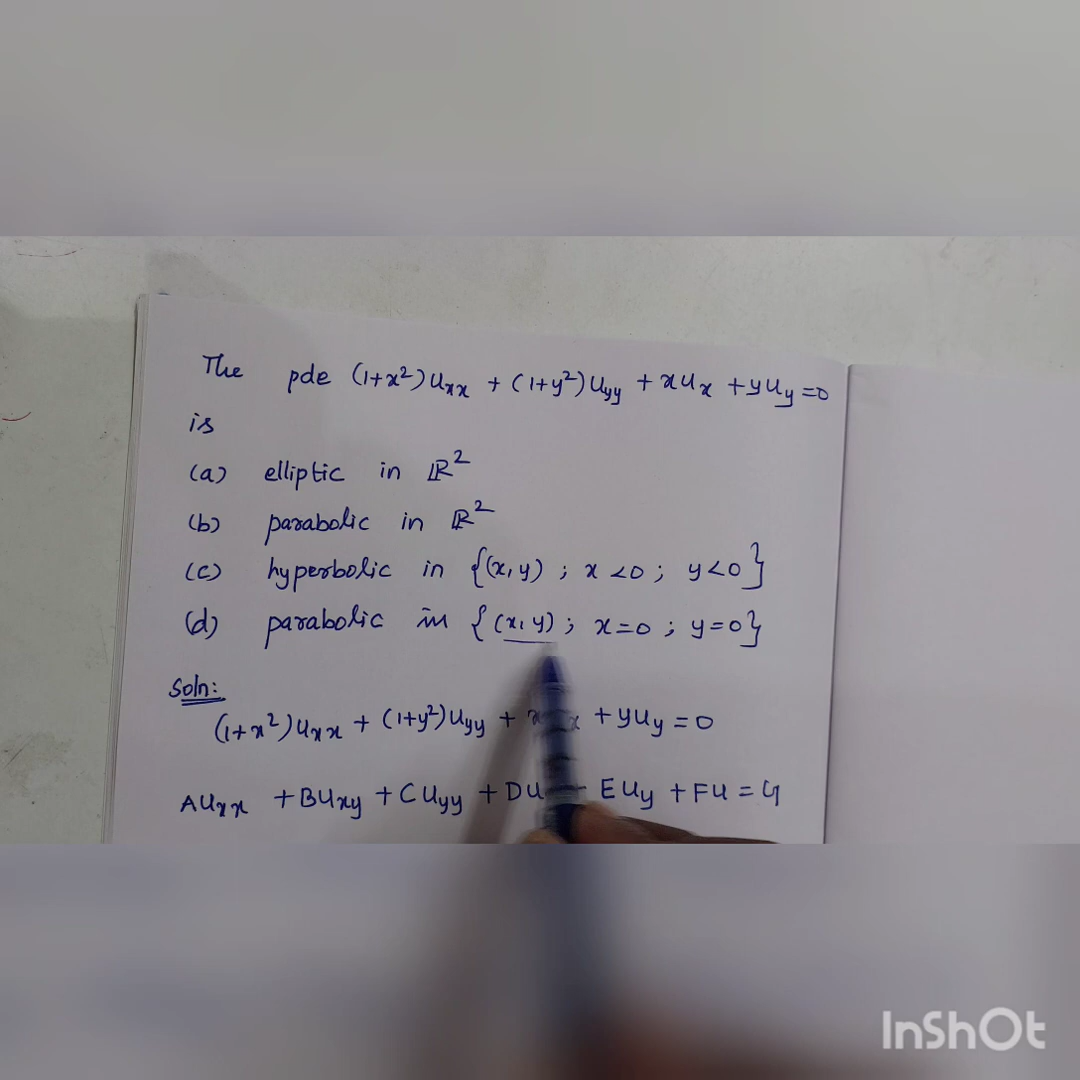 The pde (1+x²)Uxx + (1+y²)Uyy + xUx + yUy = 0
is
(a) elliptic in ℝ²
(b) parabolic in ℝ²
(c) hyperbolic in {(x,y) ; x<0 ; y<0}
(d) parabolic in {(x,y) ; x=0 ; y=0}
Soln:
(1+x²)Uxx + (1+y²)Uyy + x + yUy = 0
AUxx + BUxy + CUyy + DU EUy + FU = G
InShOt